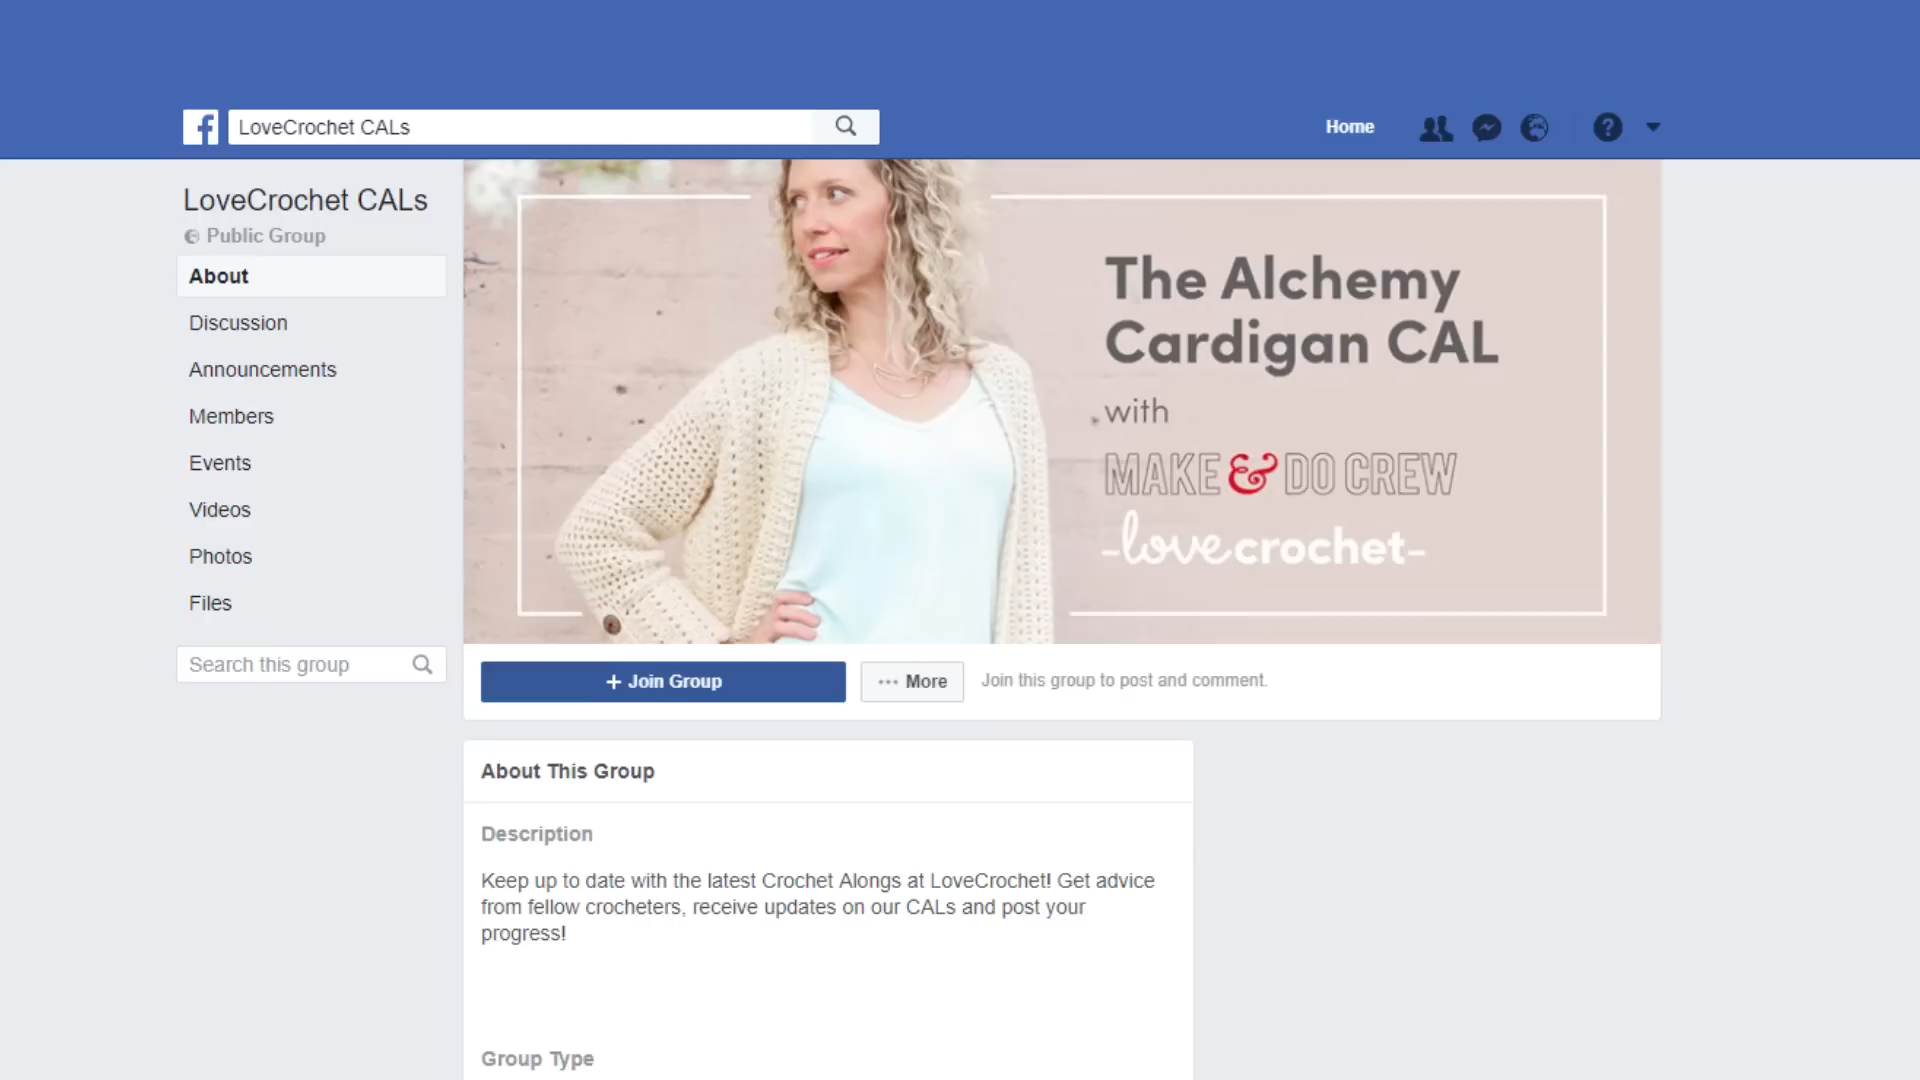 LoveCrochet CALs
Home
LoveCrochet CALs
Public Group
About
Discussion
Announcements
Members
Events
Videos
Photos
Files
Search this group
The Alchemy
Cardigan CAL
with
MAKE & DO CREW
-lovecrochet-
+ Join Group
••• More
Join this group to post and comment.
About This Group
Description
Keep up to date with the latest Crochet Alongs at LoveCrochet! Get advice
from fellow crocheters, receive updates on our CALs and post your
progress!
Group Type